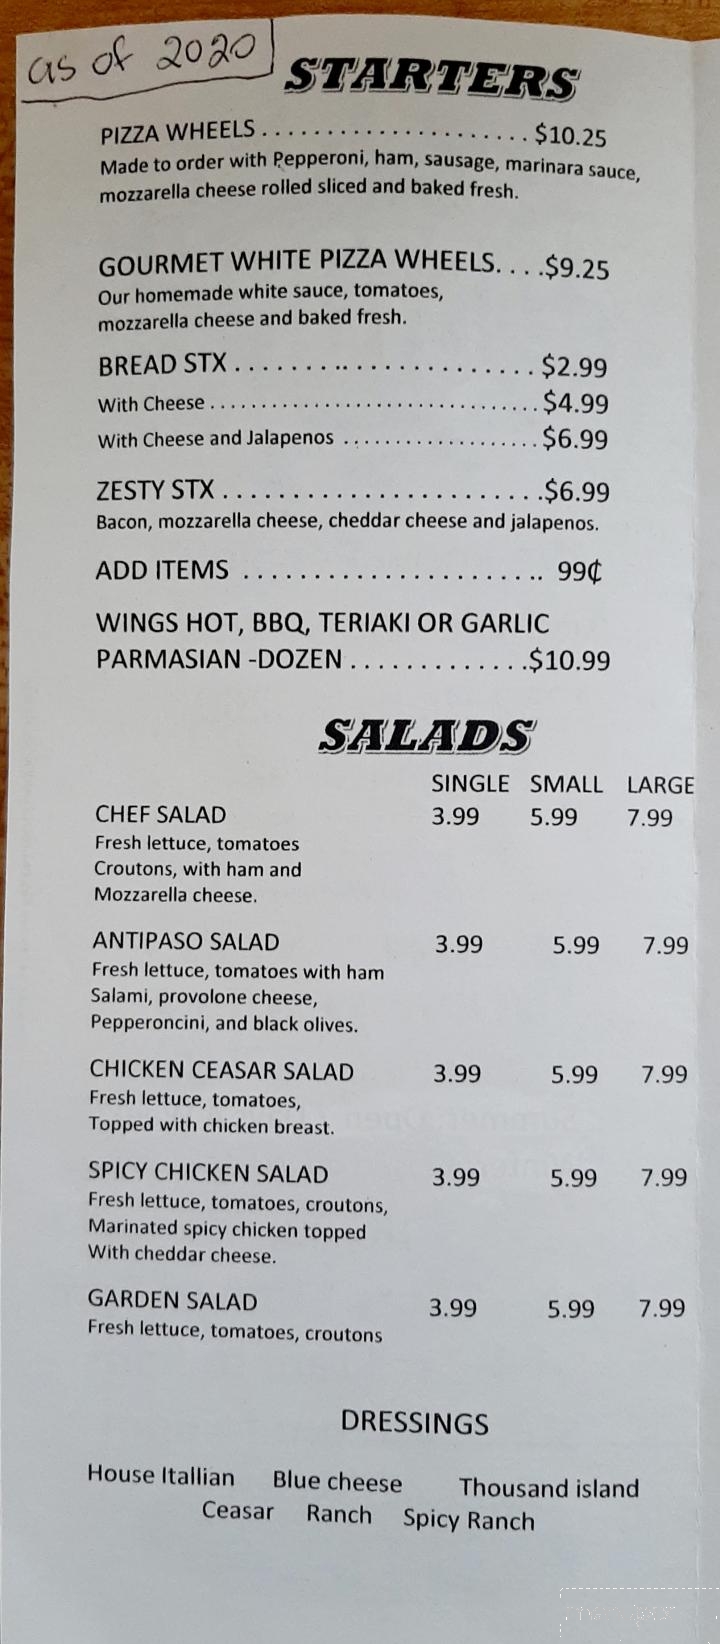 as of 2020
STARTERS
PIZZA WHEELS . . . . . . . . . . . . . . . . . . . . . $10.25
Made to order with Pepperoni, ham, sausage, marinara sauce,
mozzarella cheese rolled sliced and baked fresh.
GOURMET WHITE PIZZA WHEELS. . . .$9.25
Our homemade white sauce, tomatoes,
mozzarella cheese and baked fresh.
BREAD STX . . . . . . . .. . . . . . . . . . . . . . . . $2.99
With Cheese . . . . . . . . . . . . . . . . . . . . . . . . . . . . . . . $4.99
With Cheese and Jalapenos . . . . . . . . . . . . . . . . . . $6.99
ZESTY STX . . . . . . . . . . . . . . . . . . . . . . . . .$6.99
Bacon, mozzarella cheese, cheddar cheese and jalapenos.
ADD ITEMS . . . . . . . . . . . . . . . . . . . . . . .. 99¢
WINGS HOT, BBQ, TERIAKI OR GARLIC
PARMASIAN -DOZEN . . . . . . . . . . . . . .$10.99
SALADS
SINGLE SMALL LARGE
CHEF SALAD 3.99 5.99 7.99
Fresh lettuce, tomatoes
Croutons, with ham and
Mozzarella cheese.
ANTIPASO SALAD 3.99 5.99 7.99
Fresh lettuce, tomatoes with ham
Salami, provolone cheese,
Pepperoncini, and black olives.
CHICKEN CEASAR SALAD 3.99 5.99 7.99
Fresh lettuce, tomatoes,
Topped with chicken breast.
SPICY CHICKEN SALAD 3.99 5.99 7.99
Fresh lettuce, tomatoes, croutons,
Marinated spicy chicken topped
With cheddar cheese.
GARDEN SALAD 3.99 5.99 7.99
Fresh lettuce, tomatoes, croutons
DRESSINGS
House Itallian Blue cheese Thousand island
Ceasar Ranch Spicy Ranch